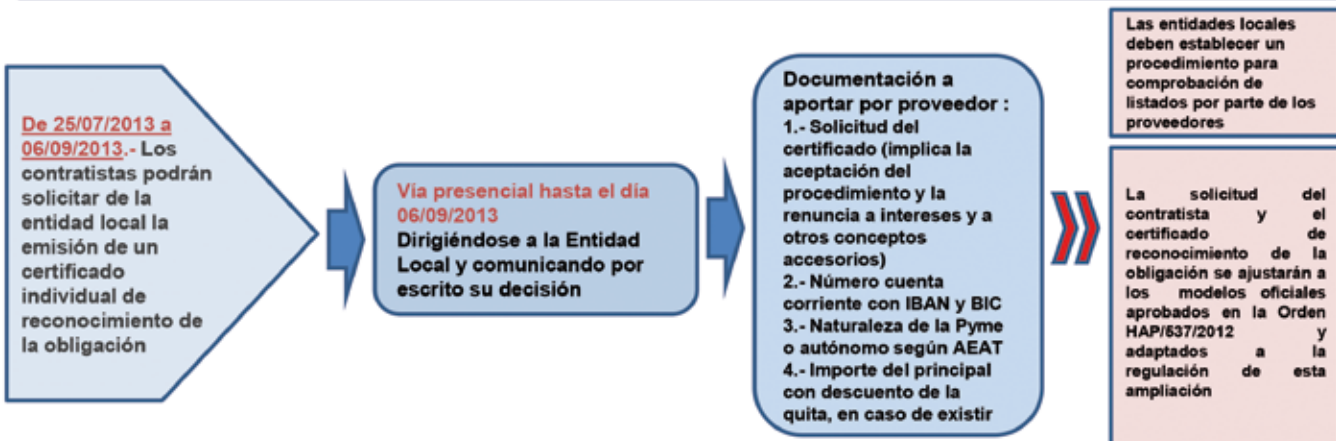 De 25/07/2013 a
06/09/2013.- Los
contratistas podrán
solicitar de la
entidad local la
emisión de un
certificado
individual de
reconocimiento de
la obligación
Vía presencial hasta el día
06/09/2013
Dirigiéndose a la Entidad
Local y comunicando por
escrito su decisión
Documentación a
aportar por proveedor :
1.- Solicitud del
certificado (implica la
aceptación del
procedimiento y la
renuncia a intereses y a
otros conceptos
accesorios)
2.- Número cuenta
corriente con IBAN y BIC
3.- Naturaleza de la Pyme
o autónomo según AEAT
4.- Importe del principal
con descuento de la
quita, en caso de existir
Las entidades locales
deben establecer un
procedimiento para
comprobación de
listados por parte de los
proveedores
La solicitud del
contratista y el
certificado de
reconocimiento de la
obligación se ajustarán a
los modelos oficiales
aprobados en la Orden
HAP/537/2012 y
adaptados a la
regulación de esta
ampliación